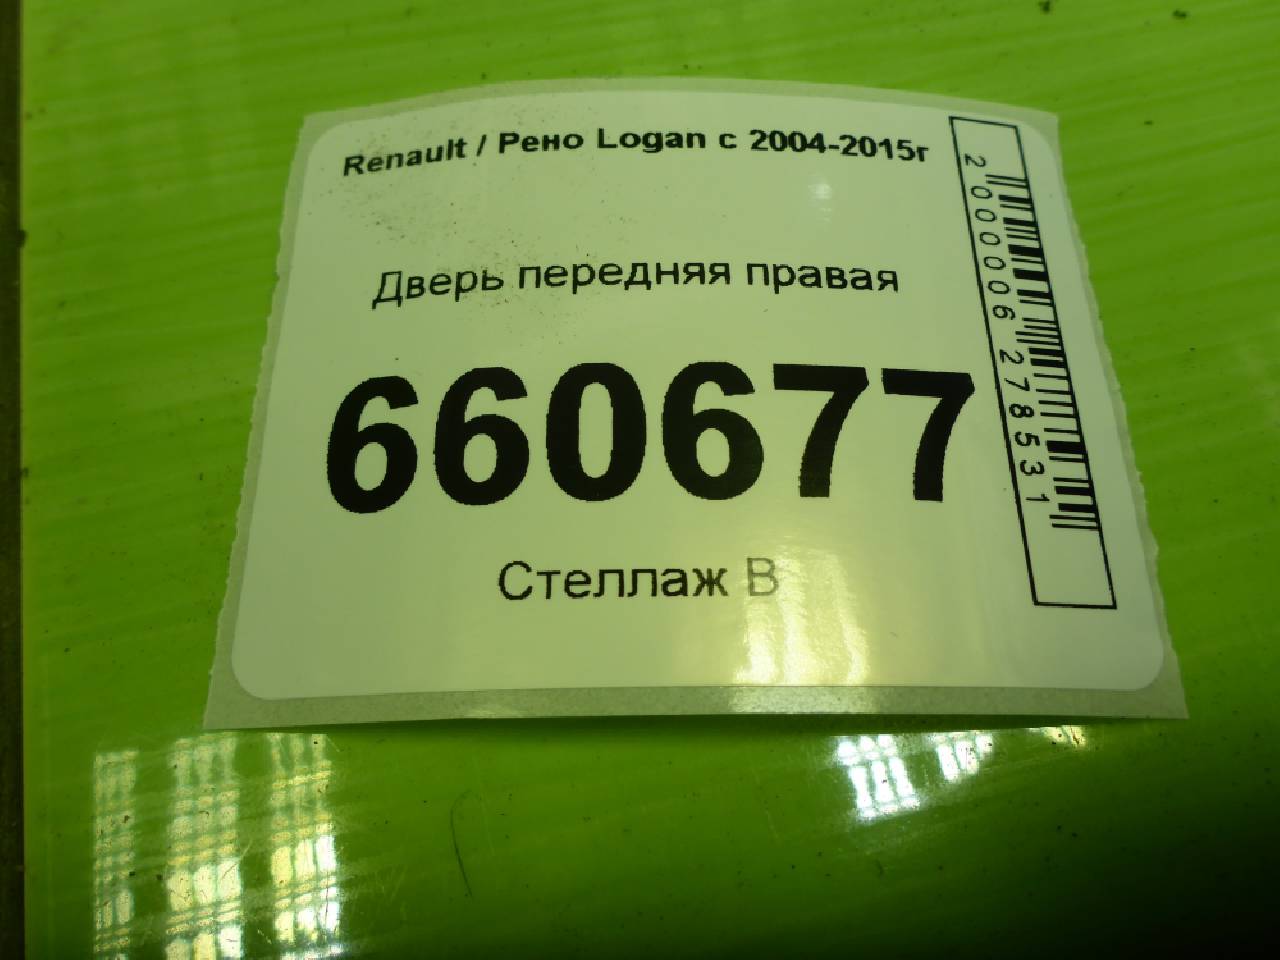 Renault / Рено Logan с 2004-2015г
Дверь передняя правая
660677
Стеллаж В
2000006278531